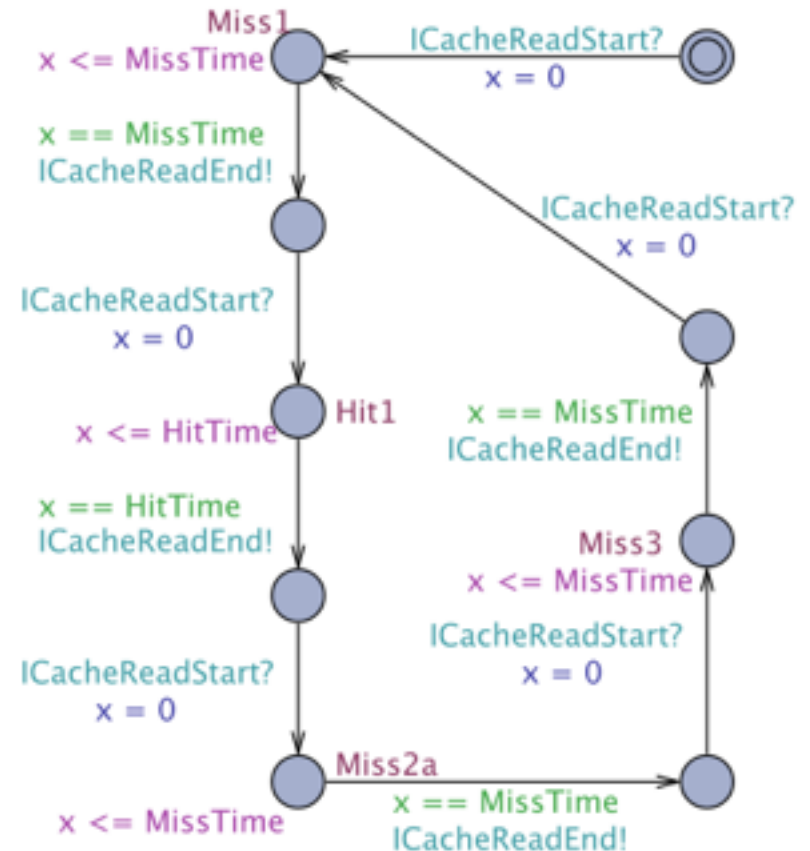 Miss1
x <= MissTime
ICacheReadStart?
x = 0
x == MissTime
ICacheReadEnd!
ICacheReadStart?
x = 0
ICacheReadStart?
x = 0
Hit1
x <= HitTime
x == MissTime
ICacheReadEnd!
x == HitTime
ICacheReadEnd!
Miss3
x <= MissTime
ICacheReadStart?
x = 0
ICacheReadStart?
x = 0
Miss2a
x <= MissTime
x == MissTime
ICacheReadEnd!